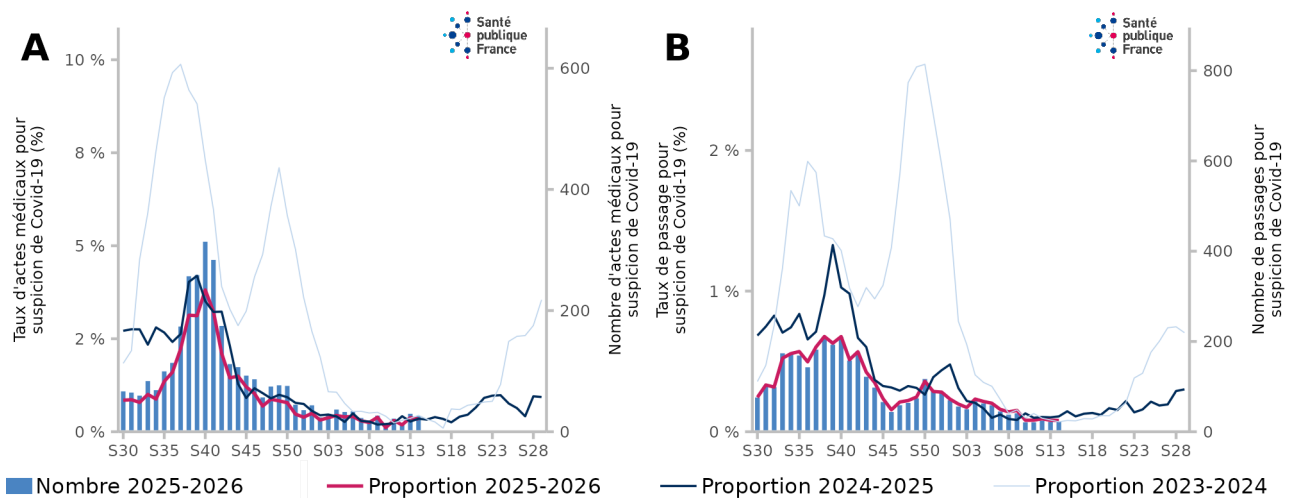 A
Santé
publique
France
10 %
8 %
5 %
2 %
0 %
600
400
200
0
Taux d'actes médicaux pour
suspicion de Covid-19 (%)
Nombre d'actes médicaux pour
suspicion de Covid-19
S30 S35 S40 S45 S50 S03 S08 S13 S18 S23 S28
B
Santé
publique
France
2 %
1 %
0 %
800
600
400
200
0
Taux de passage pour
suspicion de Covid-19 (%)
Nombre de passages pour
suspicion de Covid-19
S30 S35 S40 S45 S50 S03 S08 S13 S18 S23 S28
Nombre 2025-2026 Proportion 2025-2026 Proportion 2024-2025 Proportion 2023-2024